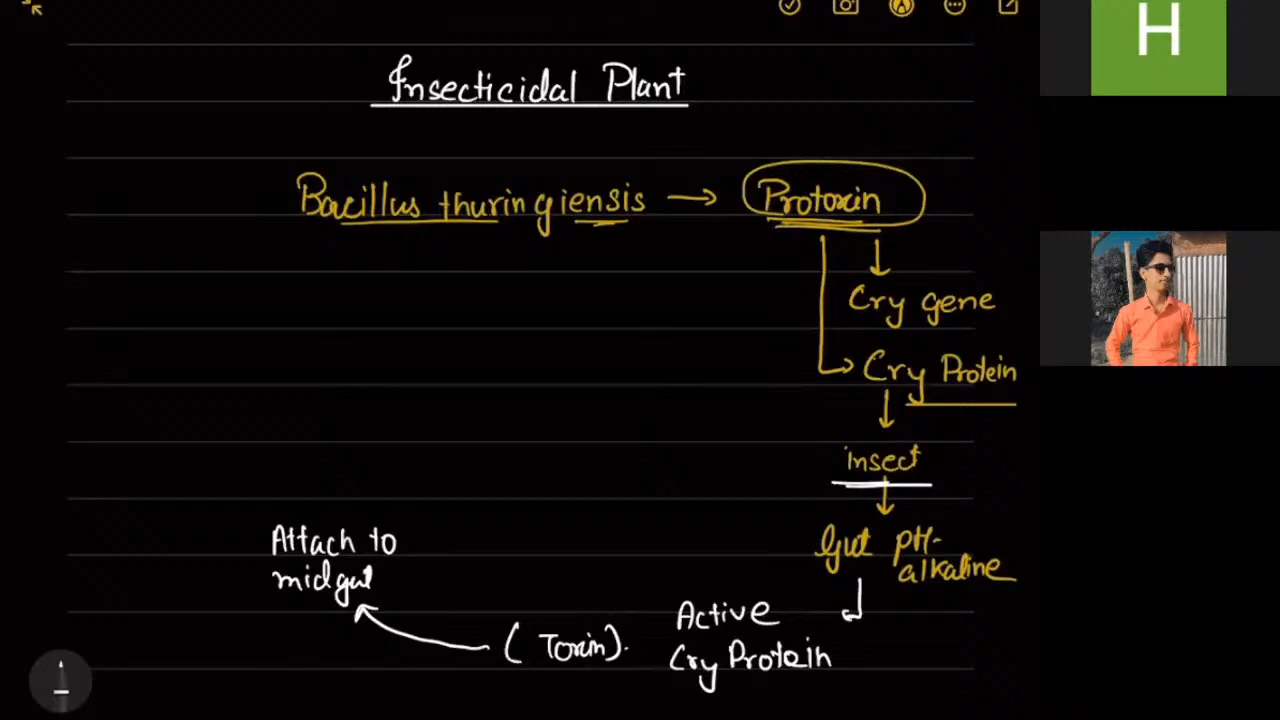 H
Insecticidal Plant
Bacillus thuringiensis → Protoxin
Cry gene
Cry Protein
insect
Gut pH-
alkaline
Attach to
midgut
Active
(Toxin). Cry Protein